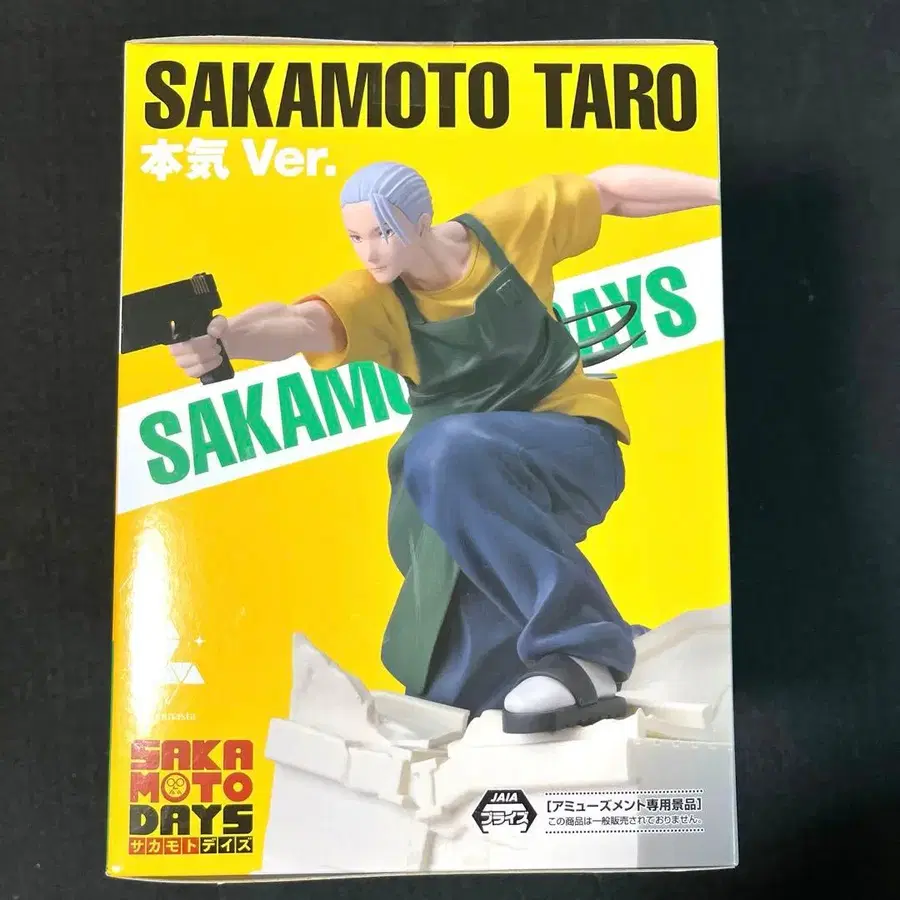 SAKAMOTO TARO
本気 Ver.
SAKAMO DAYS
SAKA
MOTO
DAYS
サカモトデイズ
JAIA
プライズ
[アミューズメント専用景品]
この商品は一般販売されておりません。